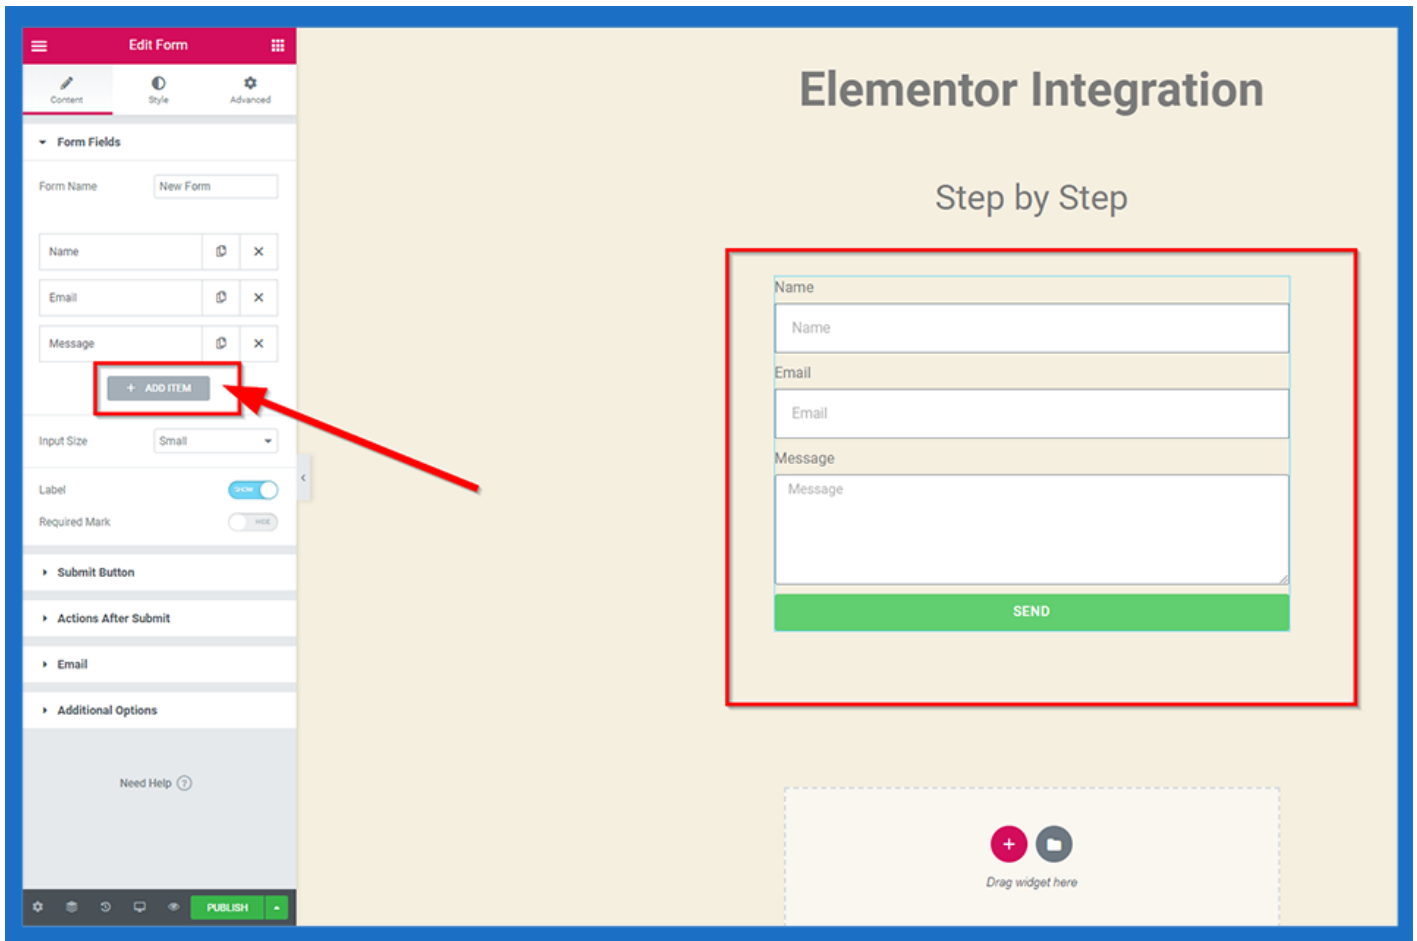 Edit Form
Content
Style
Advanced
Form Fields
Form Name
New Form
Name
Email
Message
+ ADD ITEM
Input Size
Small
Label
SHOW
Required Mark
HIDE
Submit Button
Actions After Submit
Email
Additional Options
Need Help ?
PUBLISH
Elementor Integration
Step by Step
Name
Name
Email
Email
Message
Message
SEND
Drag widget here